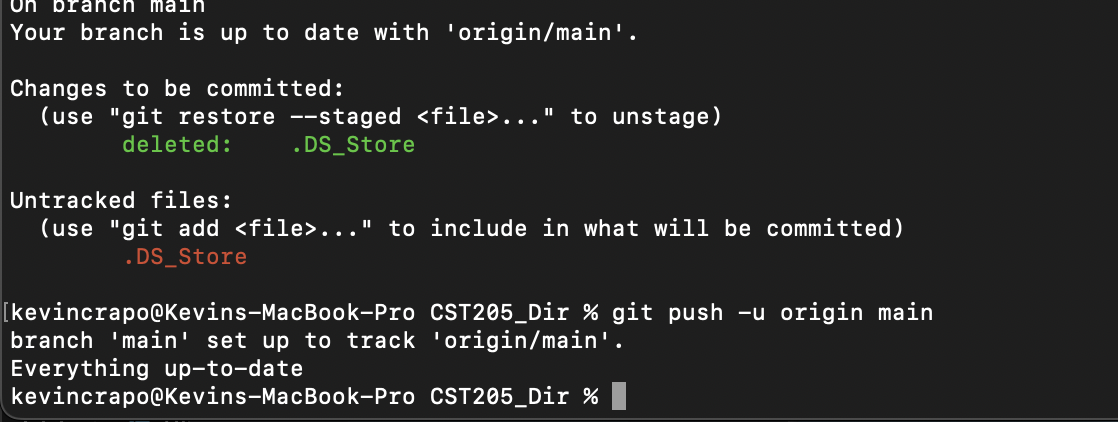 On branch main
Your branch is up to date with 'origin/main'.
Changes to be committed:
(use "git restore --staged <file>..." to unstage)
deleted: .DS_Store
Untracked files:
(use "git add <file>..." to include in what will be committed)
.DS_Store
[kevincrapo@Kevins-MacBook-Pro CST205_Dir % git push -u origin main
branch 'main' set up to track 'origin/main'.
Everything up-to-date
kevincrapo@Kevins-MacBook-Pro CST205_Dir %